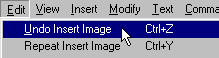 Edit View Insert Modify Text Comma
Undo Insert Image Ctrl+Z
Repeat Insert Image Ctrl+Y